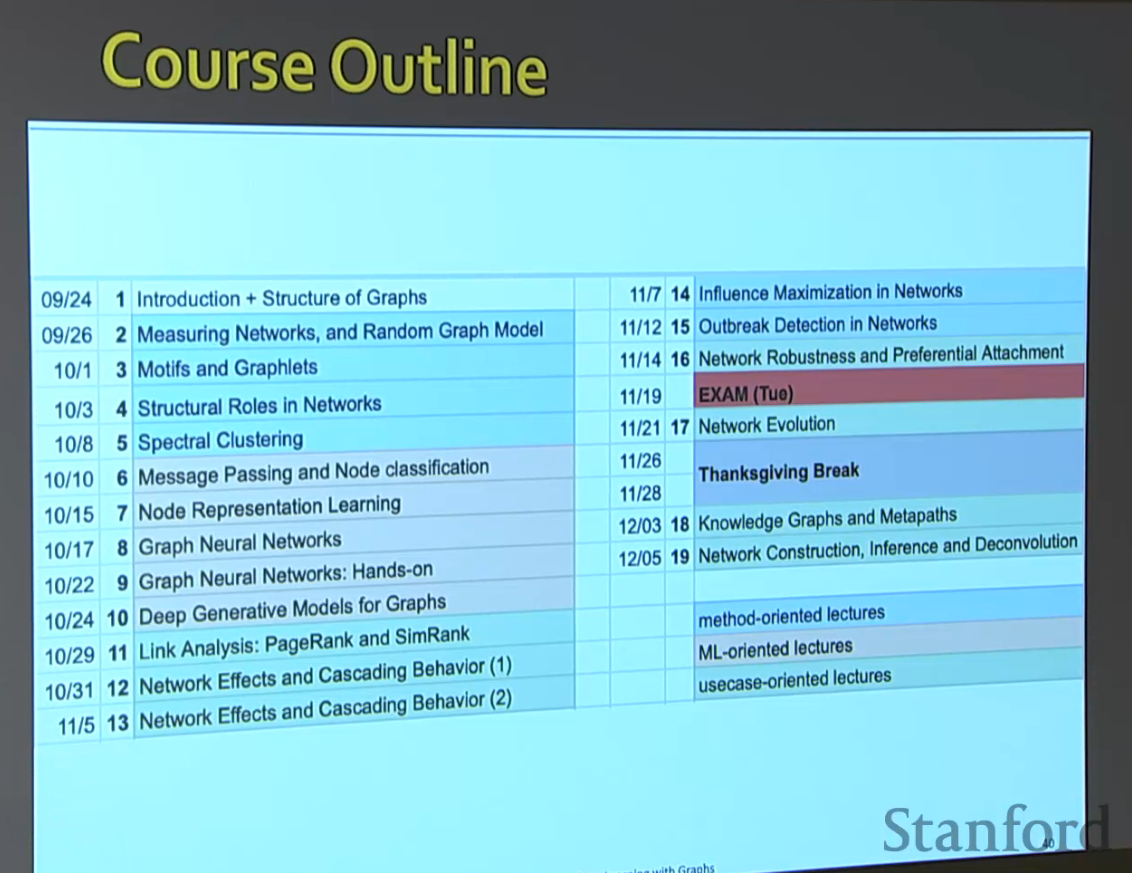 Course Outline
09/24 1 Introduction + Structure of Graphs
09/26 2 Measuring Networks, and Random Graph Model
10/1 3 Motifs and Graphlets
10/3 4 Structural Roles in Networks
10/8 5 Spectral Clustering
10/10 6 Message Passing and Node classification
10/15 7 Node Representation Learning
10/17 8 Graph Neural Networks
10/22 9 Graph Neural Networks: Hands-on
10/24 10 Deep Generative Models for Graphs
10/29 11 Link Analysis: PageRank and SimRank
10/31 12 Network Effects and Cascading Behavior (1)
11/5 13 Network Effects and Cascading Behavior (2)
11/7 14 Influence Maximization in Networks
11/12 15 Outbreak Detection in Networks
11/14 16 Network Robustness and Preferential Attachment
11/19 EXAM (Tue)
11/21 17 Network Evolution
11/26
Thanksgiving Break
11/28
12/03 18 Knowledge Graphs and Metapaths
12/05 19 Network Construction, Inference and Deconvolution
method-oriented lectures
ML-oriented lectures
usecase-oriented lectures
Stanford
40
with Graphs